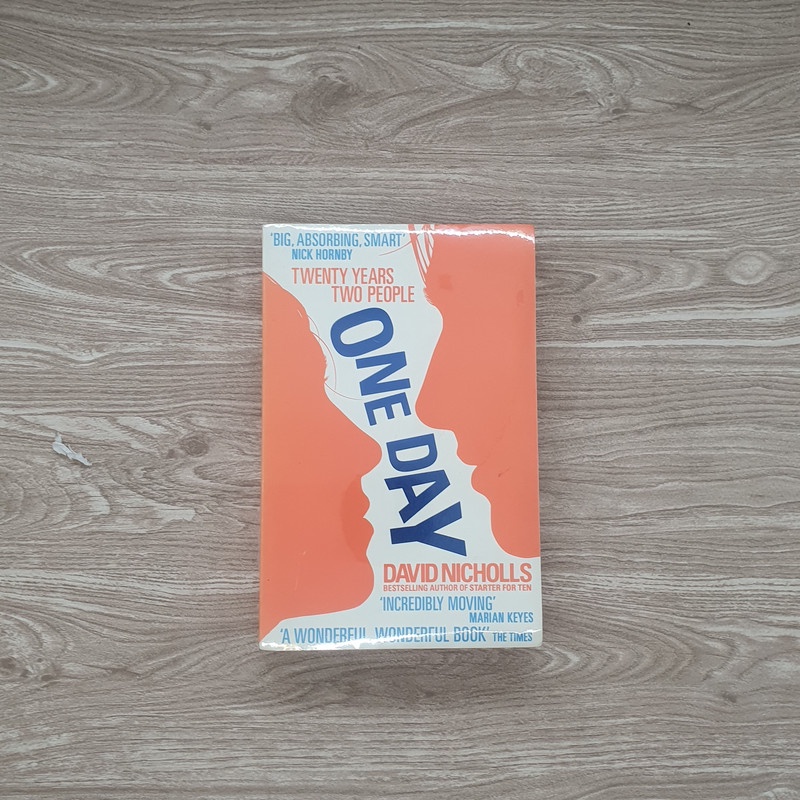 'BIG, ABSORBING, SMART'
NICK HORNBY
TWENTY YEARS
TWO PEOPLE
ONE DAY
DAVID NICHOLLS
BESTSELLING AUTHOR OF STARTER FOR TEN
'INCREDIBLY MOVING'
MARIAN KEYES
'A WONDERFUL, WONDERFUL BOOK' THE TIMES